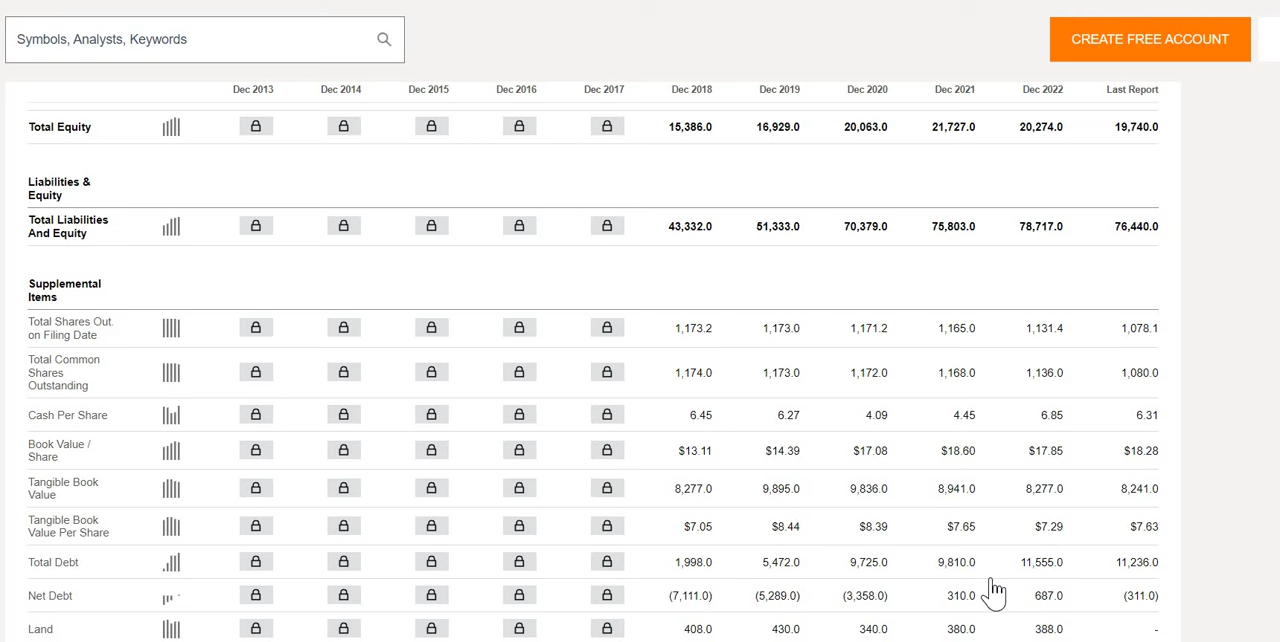 Symbols, Analysts, Keywords
CREATE FREE ACCOUNT
Dec 2013 Dec 2014 Dec 2015 Dec 2016 Dec 2017 Dec 2018 Dec 2019 Dec 2020 Dec 2021 Dec 2022 Last Report
Total Equity 15,386.0 16,929.0 20,063.0 21,727.0 20,274.0 19,740.0
Liabilities &
Equity
Total Liabilities
And Equity 43,332.0 51,333.0 70,379.0 75,803.0 78,717.0 76,440.0
Supplemental
Items
Total Shares Out.
on Filing Date 1,173.2 1,173.0 1,171.2 1,165.0 1,131.4 1,078.1
Total Common
Shares 1,174.0 1,173.0 1,172.0 1,168.0 1,136.0 1,080.0
Outstanding
Cash Per Share 6.45 6.27 4.09 4.45 6.85 6.31
Book Value /
Share $13.11 $14.39 $17.08 $18.60 $17.85 $18.28
Tangible Book
Value 8,277.0 9,895.0 9,836.0 8,941.0 8,277.0 8,241.0
Tangible Book
Value Per Share $7.05 $8.44 $8.39 $7.65 $7.29 $7.63
Total Debt 1,998.0 5,472.0 9,725.0 9,810.0 11,555.0 11,236.0
Net Debt (7,111.0) (5,289.0) (3,358.0) 310.0 687.0 (311.0)
Land 408.0 430.0 340.0 380.0 388.0 -